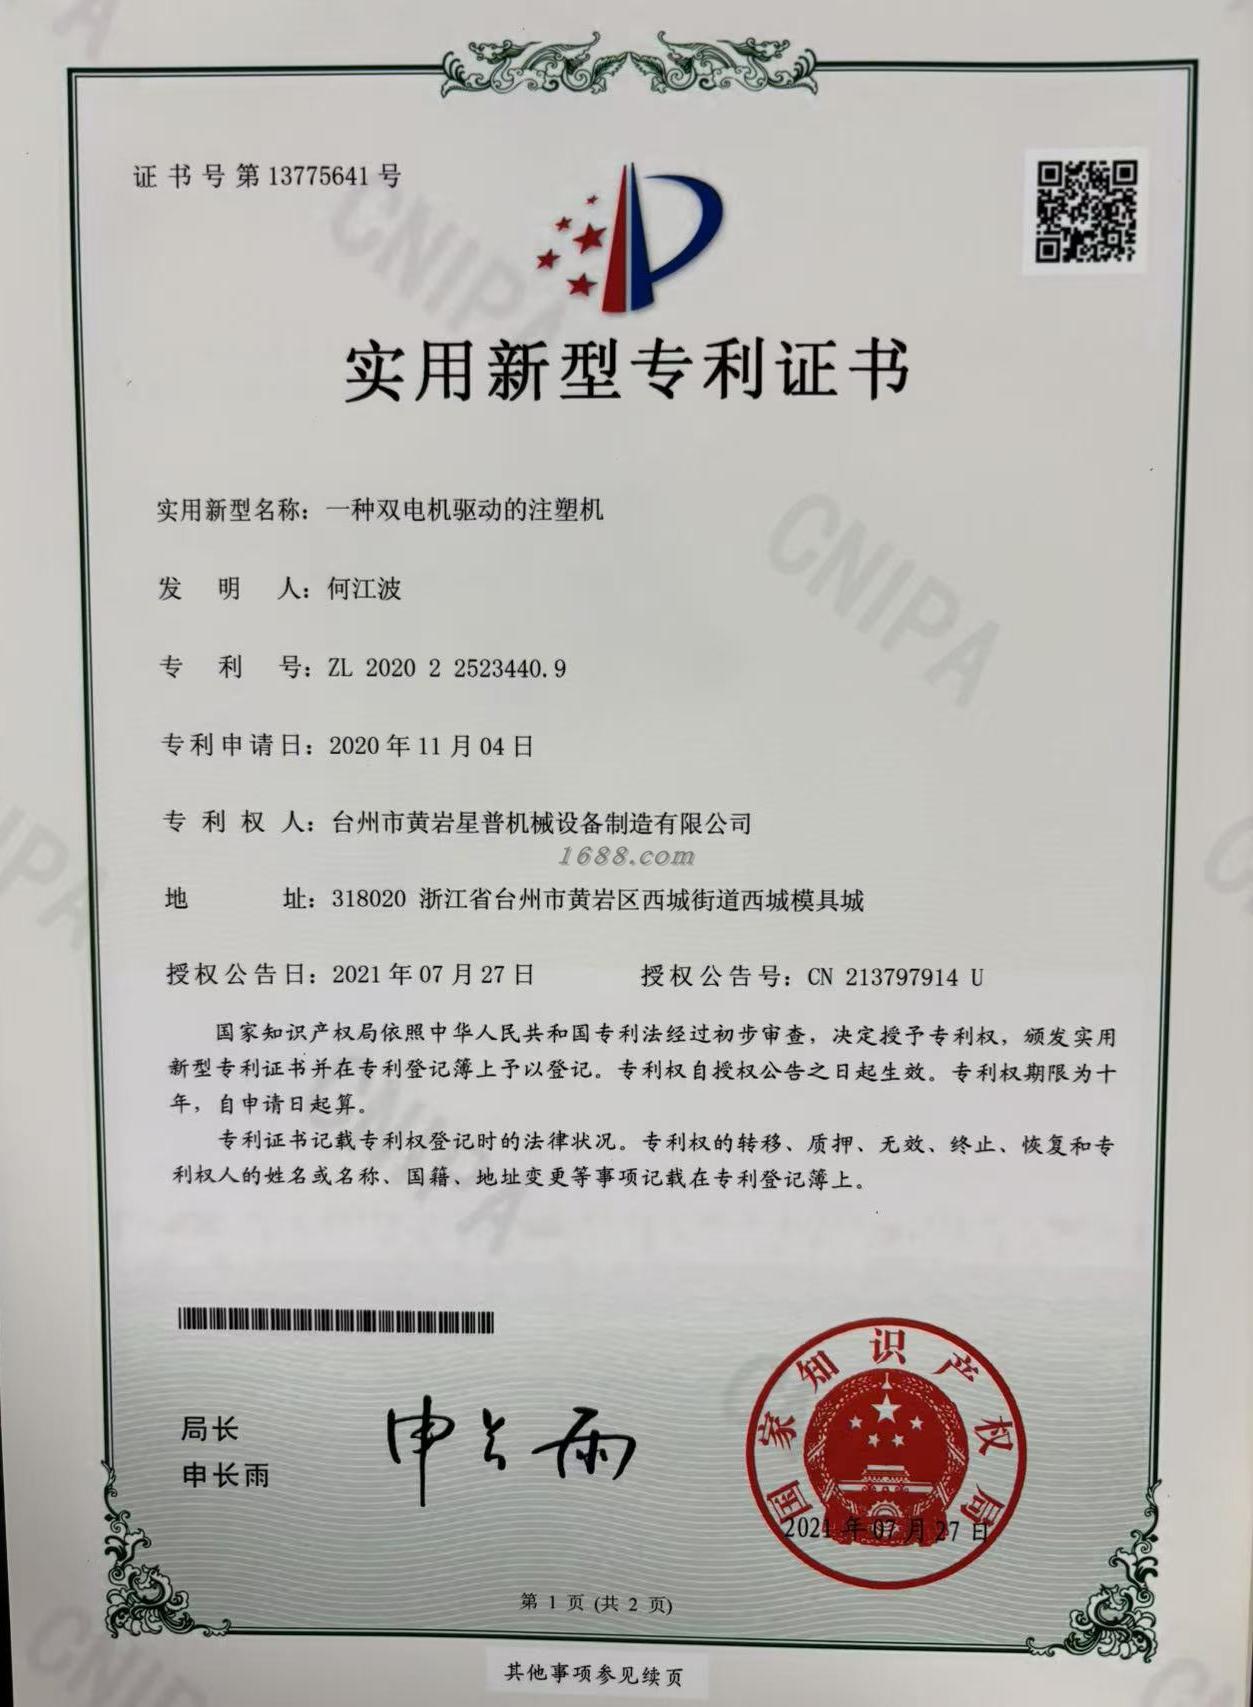 证书号第13775641号
实用新型专利证书
实用新型名称：一种双电机驱动的注塑机
发明人：何江波
专利号：ZL 2020 2 2523440.9
专利申请日：2020年11月04日
专利权人：台州市黄岩星普机械设备制造有限公司
1688.com
地址：318020 浙江省台州市黄岩区西城街道西城模具城
授权公告日：2021年07月27日 授权公告号：CN 213797914 U
国家知识产权局依照中华人民共和国专利法经过初步审查，决定授予专利权，颁发实用
新型专利证书并在专利登记簿上予以登记。专利权自授权公告之日起生效。专利权期限为十
年，自申请日起算。
专利证书记载专利权登记时的法律状况。专利权的转移、质押、无效、终止、恢复和专
利权人的姓名或名称、国籍、地址变更等事项记载在专利登记簿上。
局长
申长雨
申长雨
国家知识产权局
2021年07月27日
第 1 页 (共 2 页)
其他事项参见续页
CNIPA
CNIPA
CNIPA
CNIPA